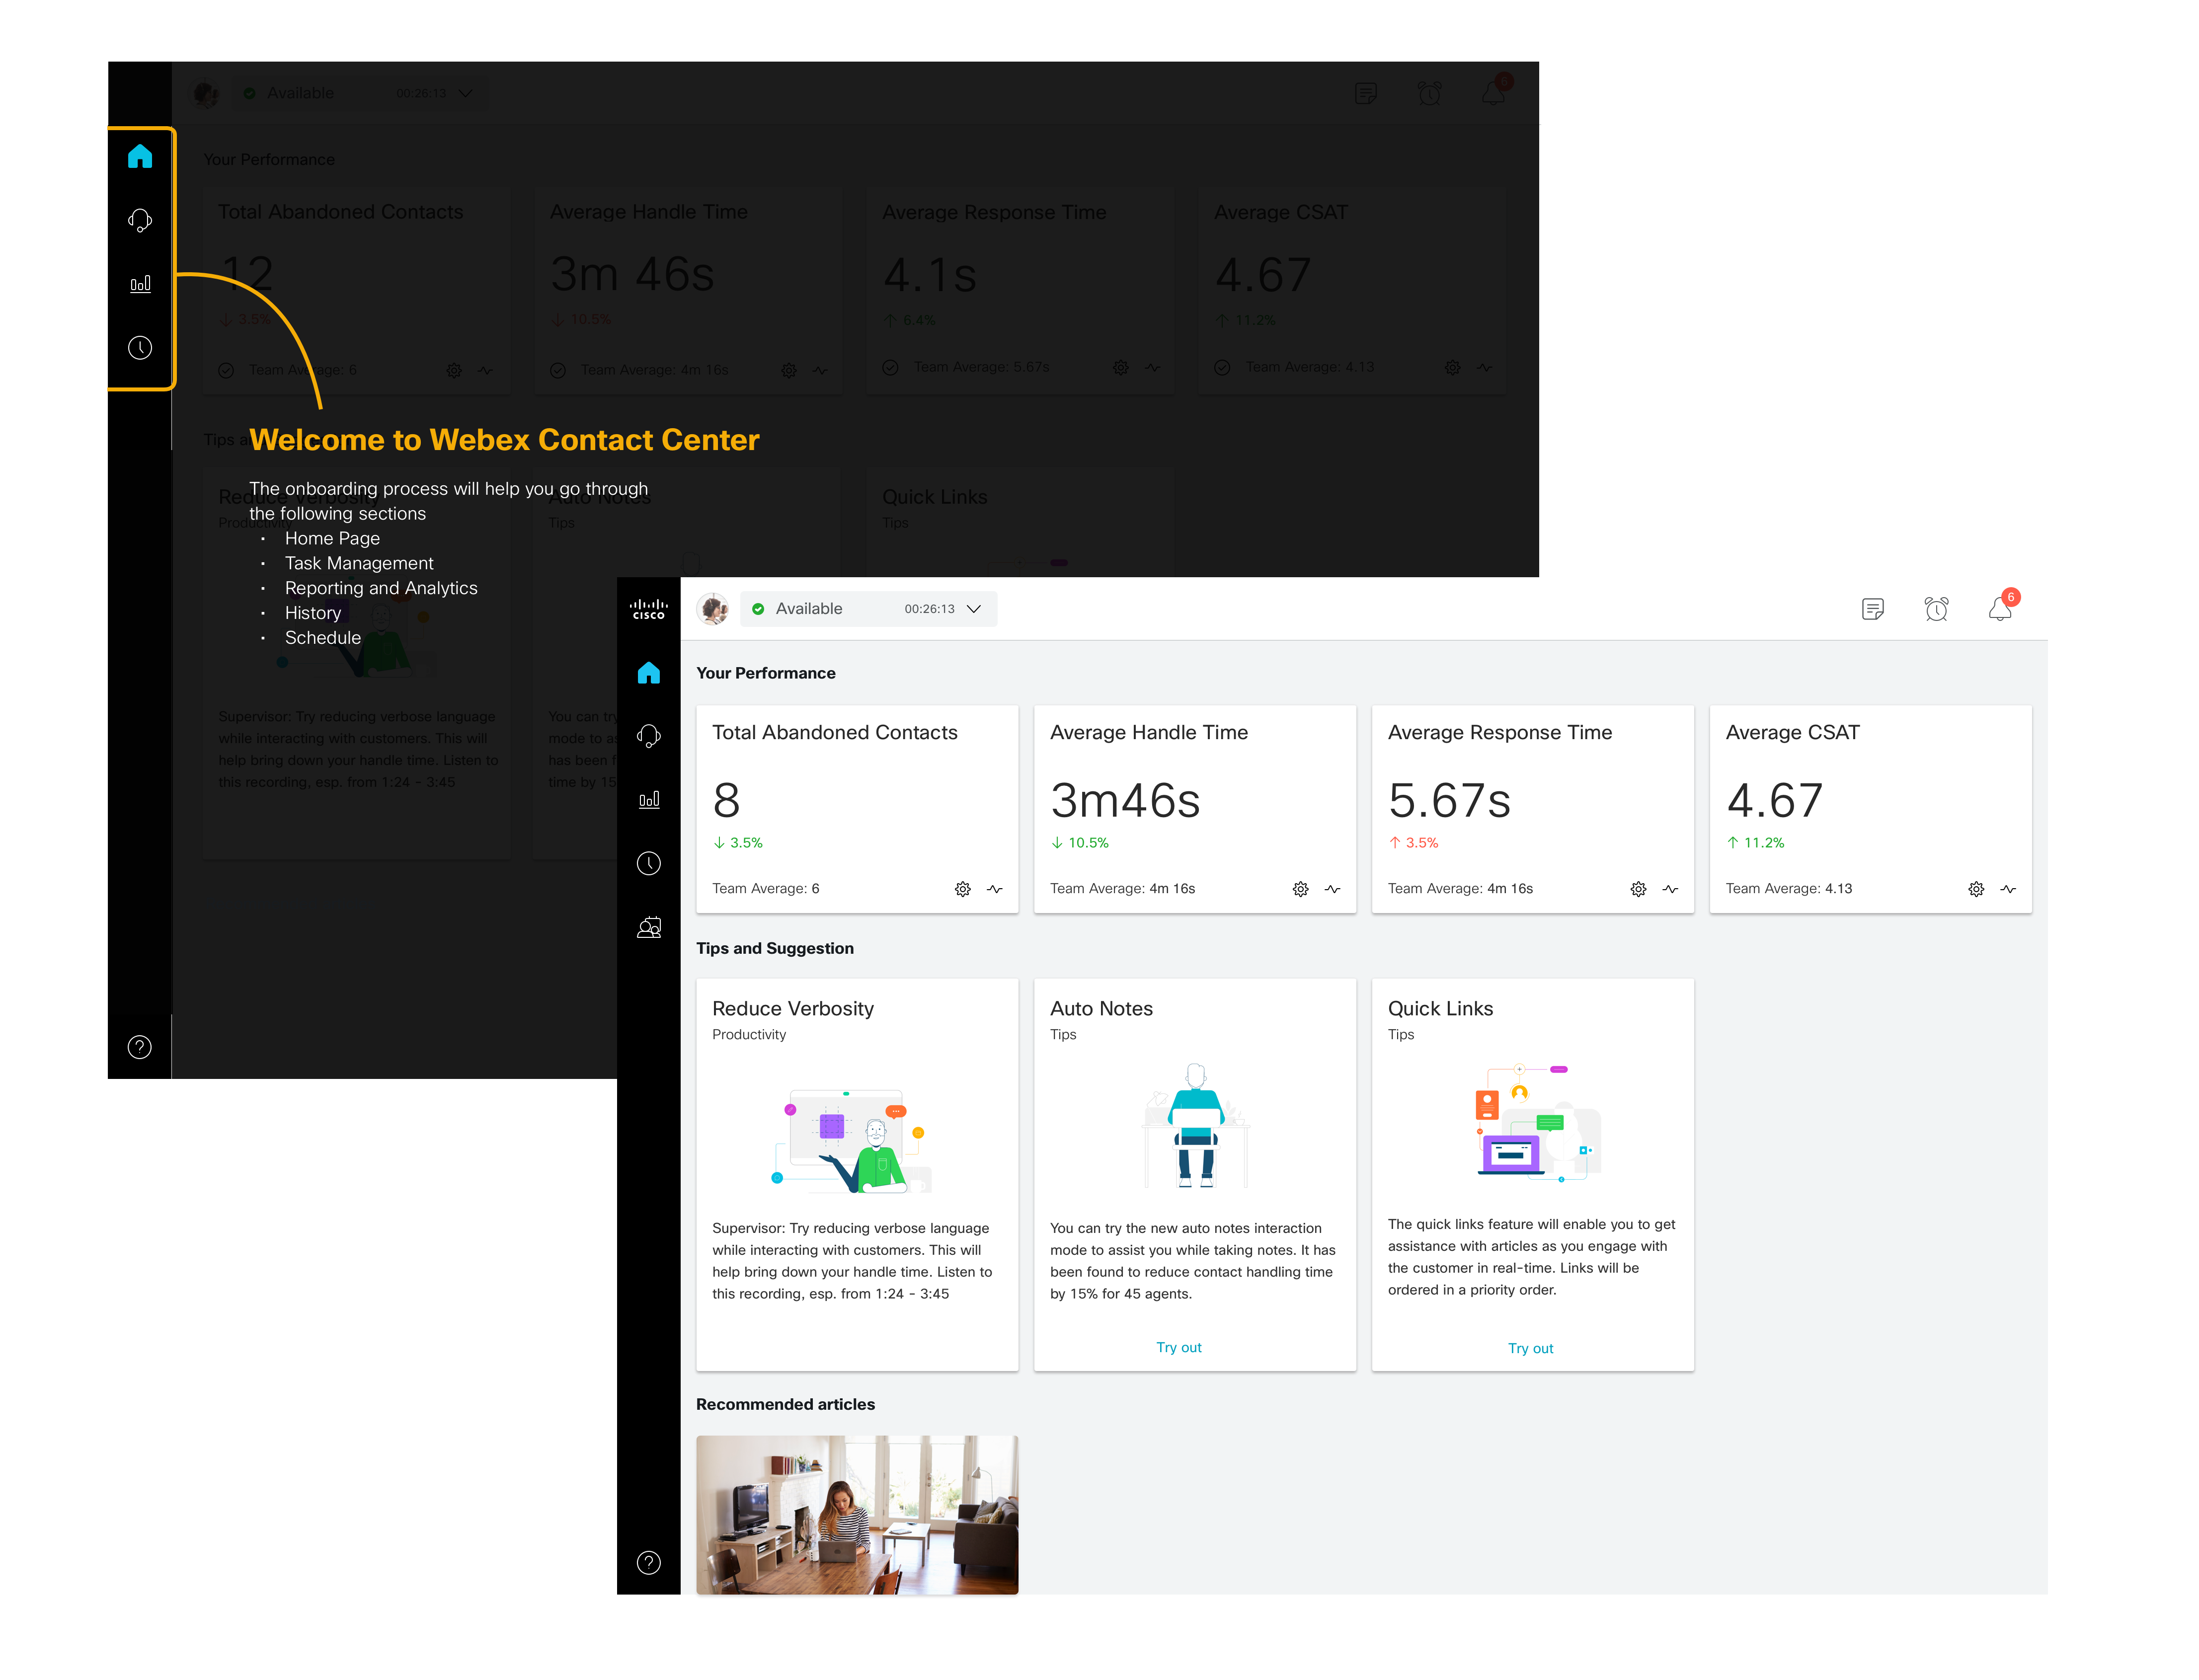 Available 00:26:13
6
Your Performance
Total Abandoned Contacts
12
3.5%
Team Average: 6
Average Handle Time
3m 46s
10.5%
Team Average: 4m 16s
Average Response Time
4.1s
6.4%
Team Average: 5.67s
Average CSAT
4.67
11.2%
Team Average: 4.13
Tips a
Welcome to Webex Contact Center
The onboarding process will help you go through
the following sections
· Home Page
· Task Management
· Reporting and Analytics
· History
· Schedule
Reduce Verbosity
Productivity
Supervisor: Try reducing verbose language
while interacting with customers. This will
help bring down your handle time. Listen to
this recording, esp. from 1:24 - 3:45
Auto Notes
Tips
You can try
mode to as
has been f
time by 15
Quick Links
Tips
?
CISCO
Available 00:26:13
6
Your Performance
Total Abandoned Contacts
8
↓ 3.5%
Team Average: 6
Average Handle Time
3m46s
↓ 10.5%
Team Average: 4m 16s
Average Response Time
5.67s
↑ 3.5%
Team Average: 4m 16s
Average CSAT
4.67
↑ 11.2%
Team Average: 4.13
Tips and Suggestion
Reduce Verbosity
Productivity
Supervisor: Try reducing verbose language
while interacting with customers. This will
help bring down your handle time. Listen to
this recording, esp. from 1:24 - 3:45
Auto Notes
Tips
You can try the new auto notes interaction
mode to assist you while taking notes. It has
been found to reduce contact handling time
by 15% for 45 agents.
Try out
Quick Links
Tips
The quick links feature will enable you to get
assistance with articles as you engage with
the customer in real-time. Links will be
ordered in a priority order.
Try out
Recommended articles
?